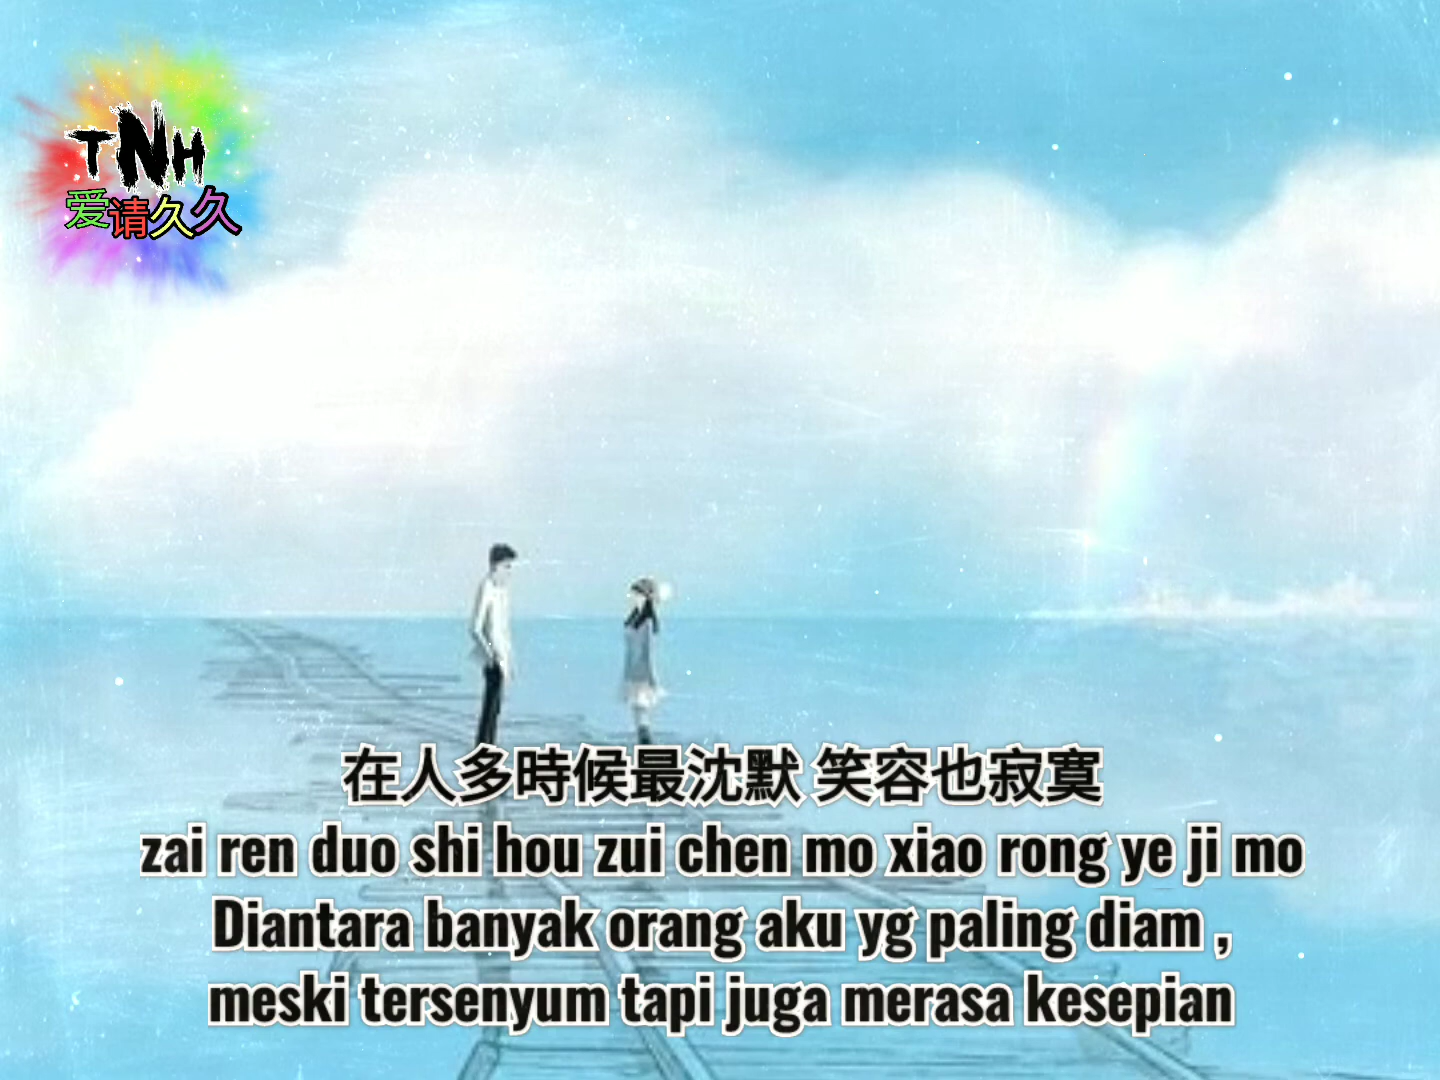 TNH
爱请久久
在人多時候最沈默 笑容也寂寞
zai ren duo shi hou zui chen mo xiao rong ye ji mo
Diantara banyak orang aku yg paling diam ,
meski tersenyum tapi juga merasa kesepian